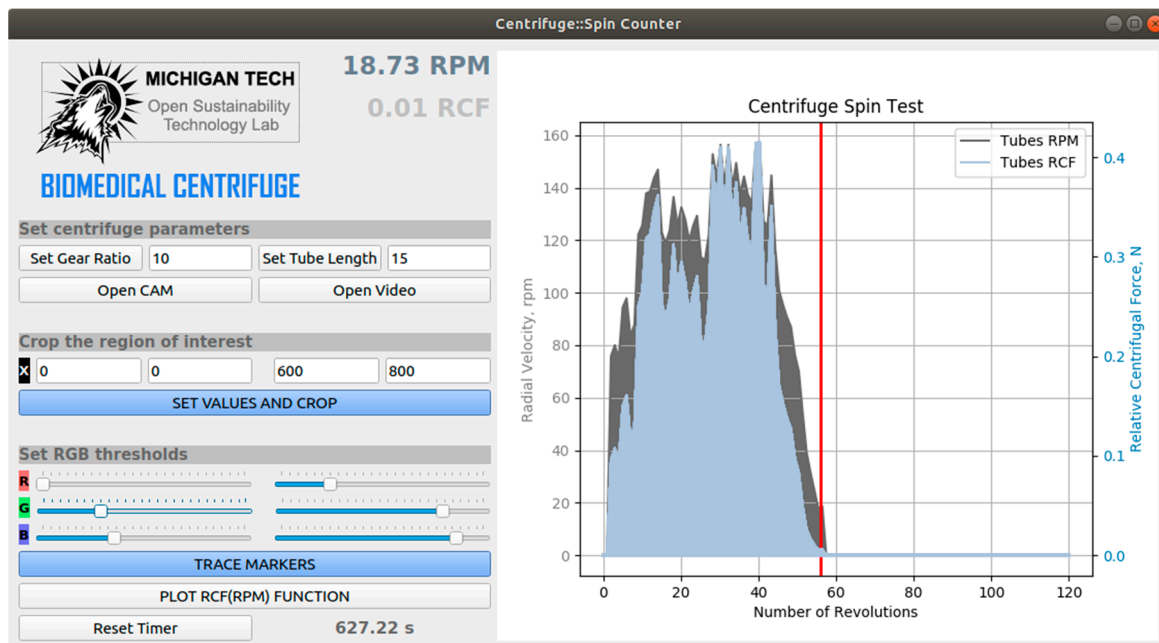 Centrifuge::Spin Counter
MICHIGAN TECH
Open Sustainability
Technology Lab
BIOMEDICAL CENTRIFUGE
18.73 RPM
0.01 RCF
Set centrifuge parameters
Set Gear Ratio 10 Set Tube Length 15
Open CAM Open Video
Crop the region of interest
X 0 0 600 800
SET VALUES AND CROP
Set RGB thresholds
R
G
B
TRACE MARKERS
PLOT RCF(RPM) FUNCTION
Reset Timer 627.22 s
Centrifuge Spin Test
Tubes RPM
Tubes RCF
Radial Velocity, rpm
160
140
120
100
80
60
40
20
0
0.4
0.3
0.2
0.1
0.0
Relative Centrifugal Force, N
0 20 40 60 80 100 120
Number of Revolutions